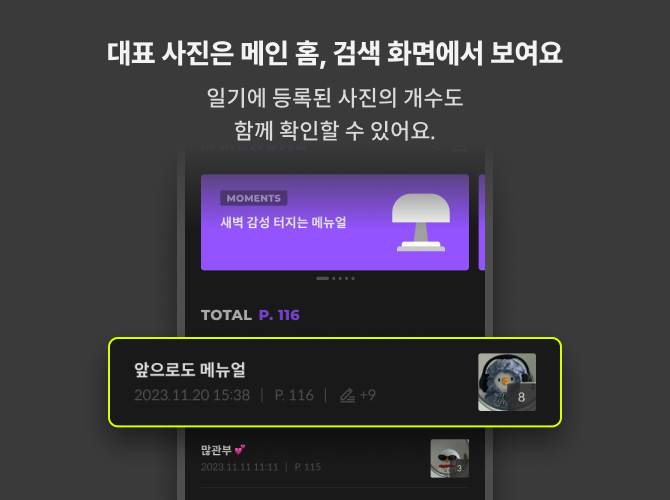 대표 사진은 메인 홈, 검색 화면에서 보여요
일기에 등록된 사진의 개수도
함께 확인할 수 있어요.
MOMENTS
새벽 감성 터지는 메뉴얼
TOTAL P. 116
앞으로도 메뉴얼
2023.11.20 15:38 | P. 116 | +9
8
많관부 💕
2023.11.11 11:11 | P. 115
3